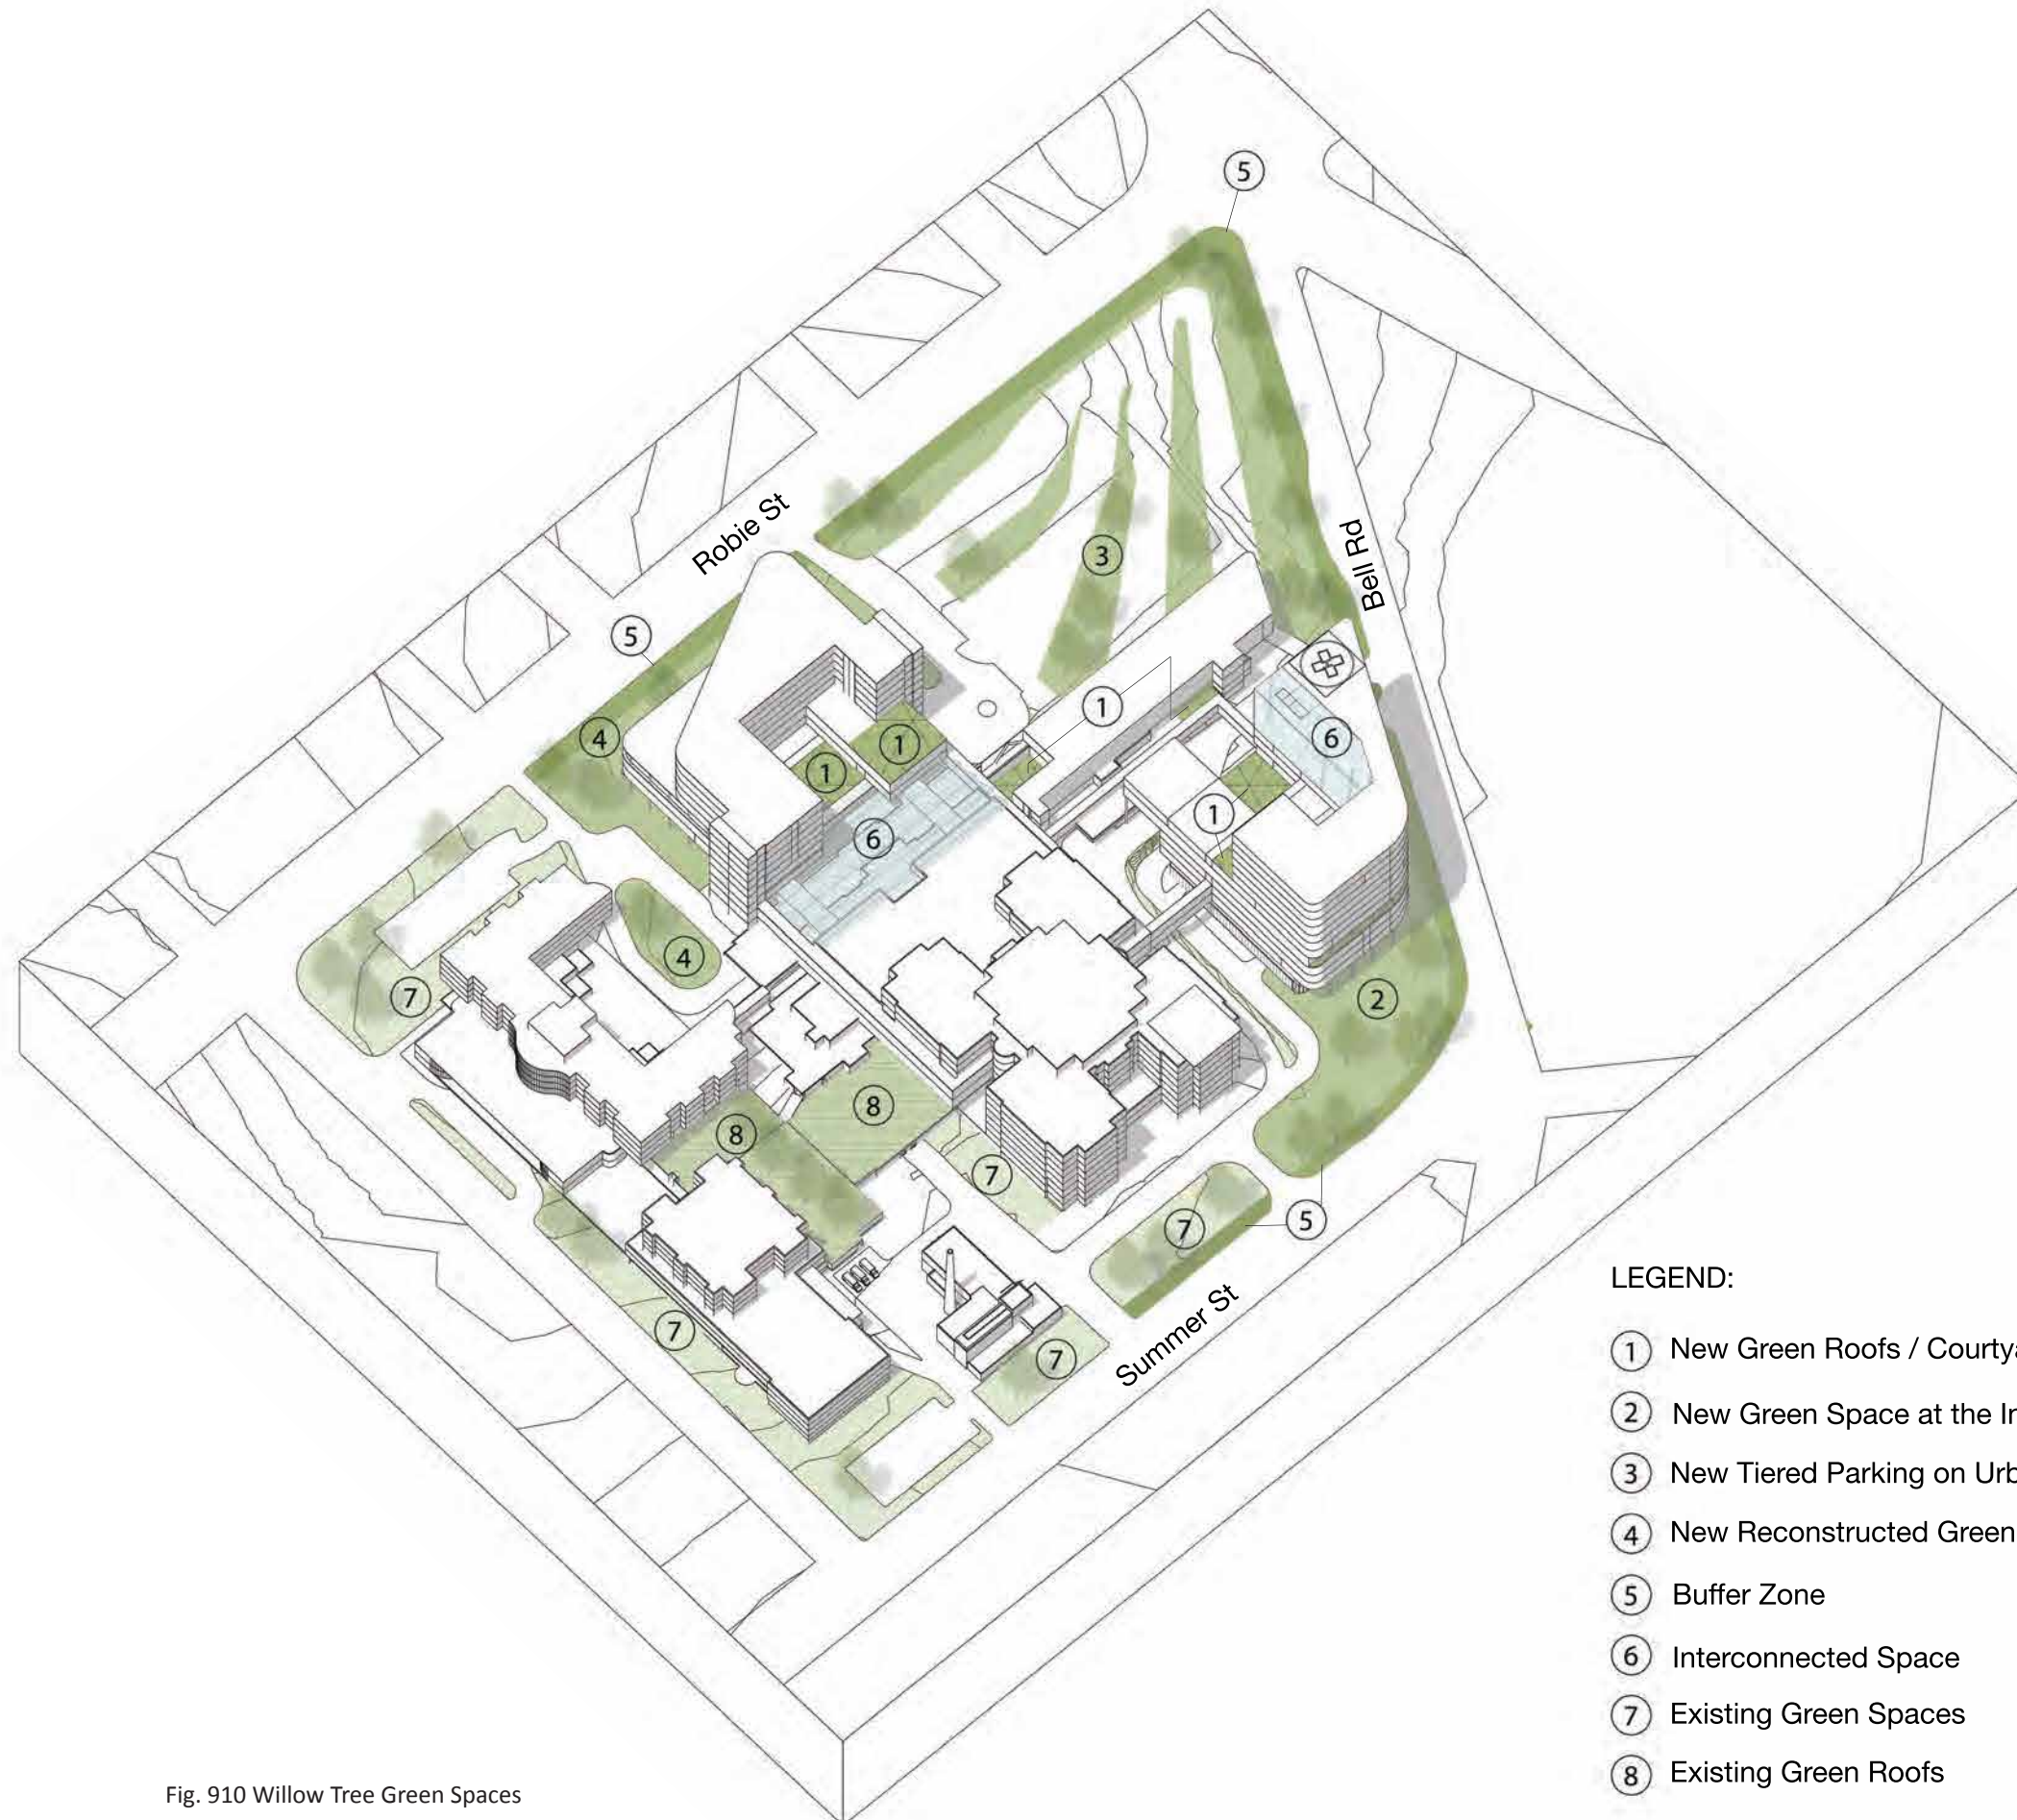 5
Robie St
3
Bell Rd
5
4
1
1
1
6
1
6
4
7
2
8
8
7
7
5
7
7
Summer St
LEGEND:
1 New Green Roofs / Courty
2 New Green Space at the
3 New Tiered Parking on
4 New Reconstructed Green
5 Buffer Zone
6 Interconnected Space
7 Existing Green Spaces
8 Existing Green Roofs
Fig. 910 Willow Tree Green Spaces